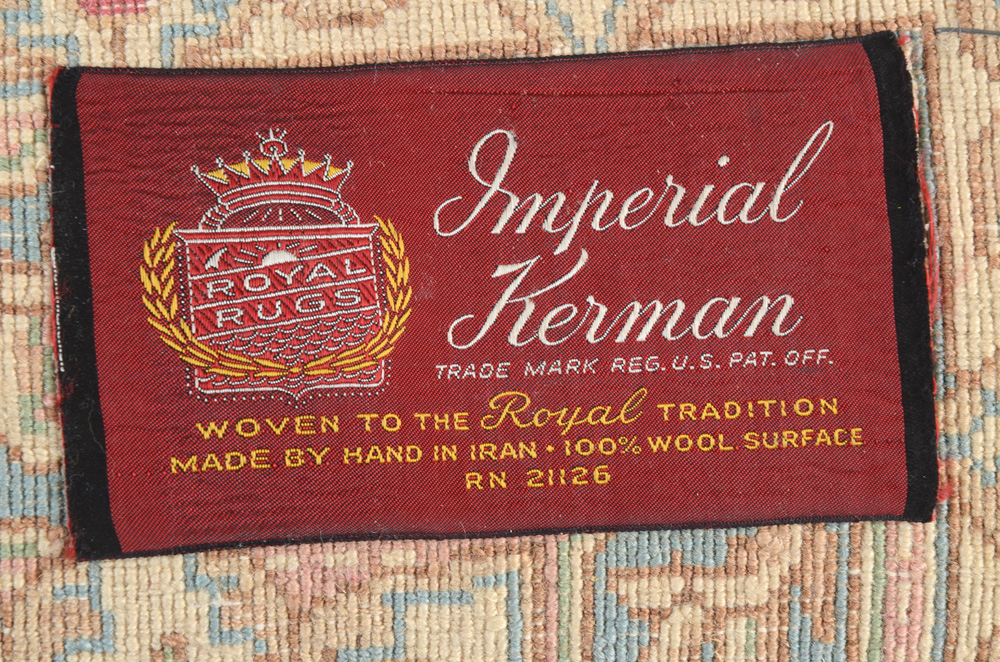 ROYAL
RUGS
Imperial
Kerman
TRADE MARK REG. U.S. PAT. OFF.
WOVEN TO THE Royal TRADITION
MADE BY HAND IN IRAN • 100% WOOL SURFACE
RN 21126